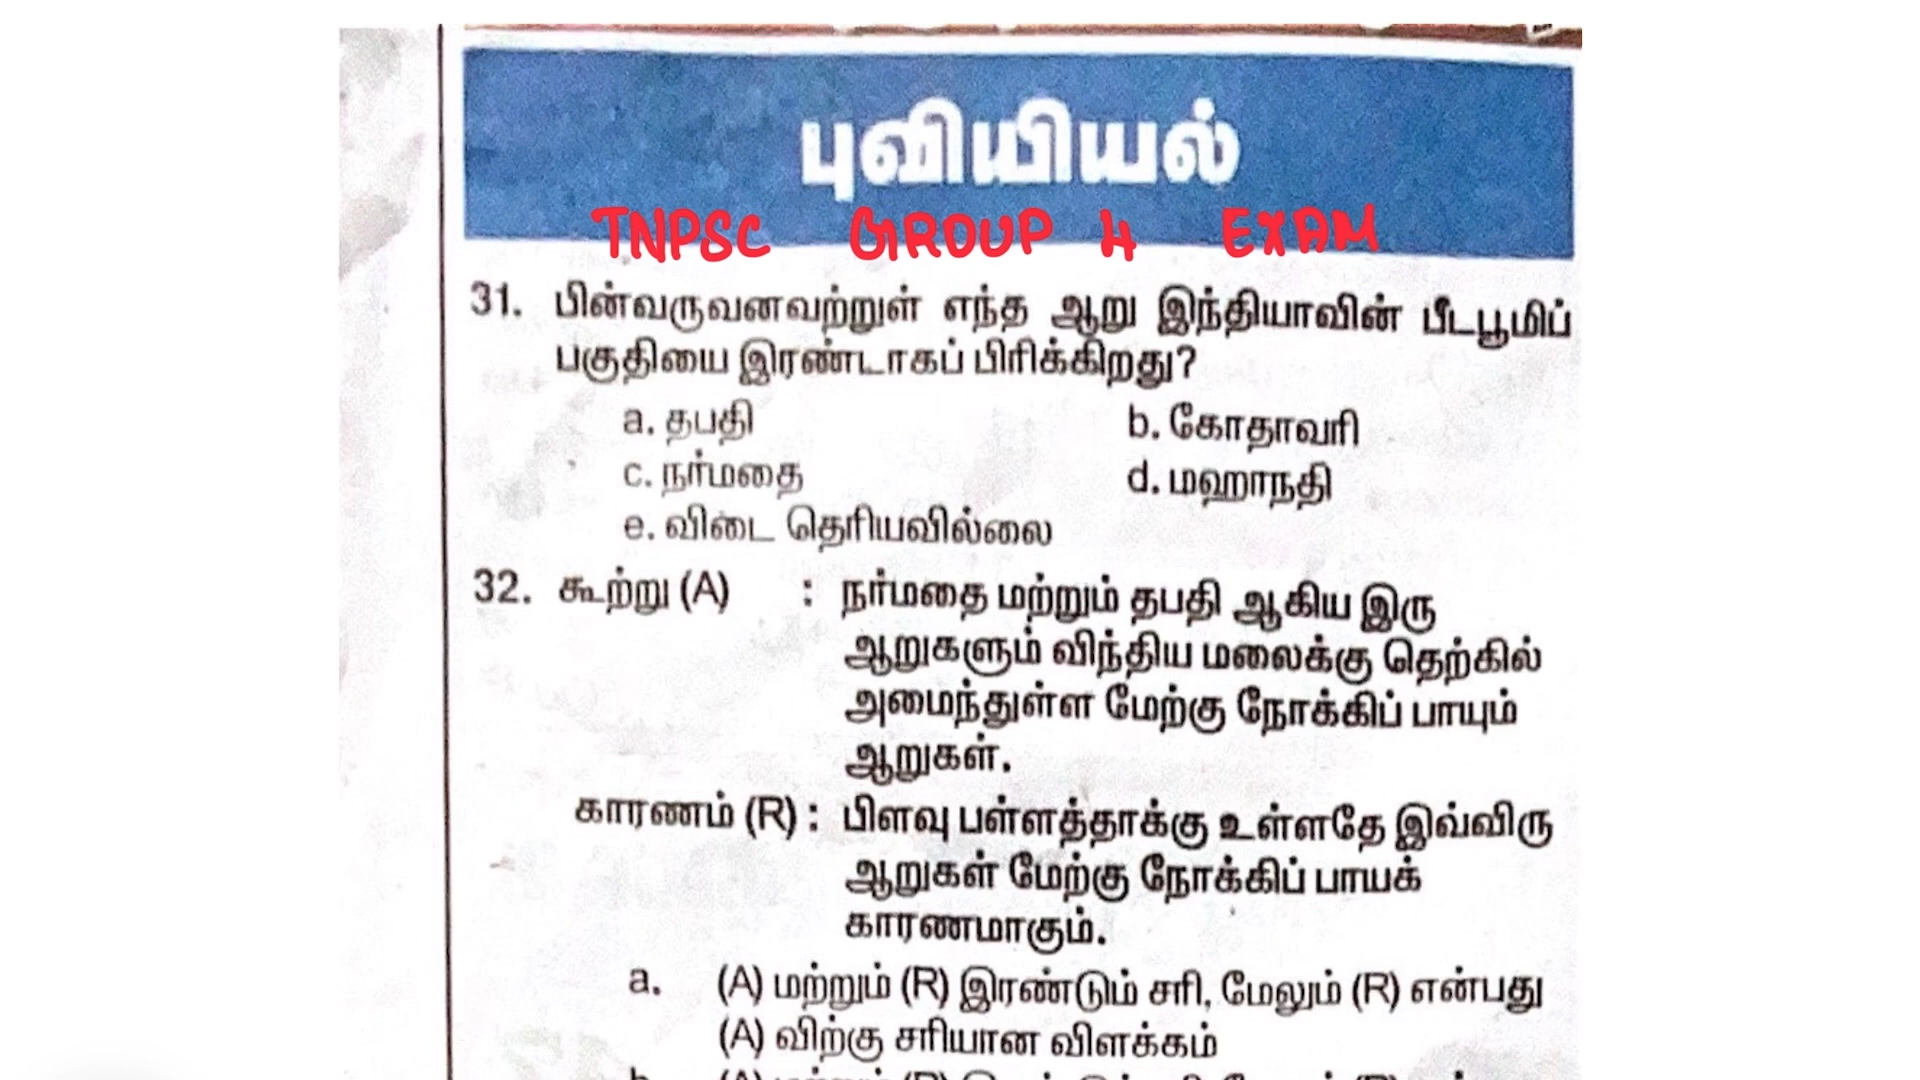 புவியியல்
TNPSC GROUP 4 EXAM
31. பின்வருவனவற்றுள் எந்த ஆறு இந்தியாவின் பீடபூமிப்
பகுதியை இரண்டாகப் பிரிக்கிறது?
a. தபதி b. கோதாவரி
c. நர்மதை d. மஹாநதி
e. விடை தெரியவில்லை
32. கூற்று (A) : நர்மதை மற்றும் தபதி ஆகிய இரு
ஆறுகளும் விந்திய மலைக்கு தெற்கில்
அமைந்துள்ள மேற்கு நோக்கிப் பாயும்
ஆறுகள்.
காரணம் (R) : பிளவு பள்ளத்தாக்கு உள்ளதே இவ்விரு
ஆறுகள் மேற்கு நோக்கிப் பாயக்
காரணமாகும்.
a. (A) மற்றும் (R) இரண்டும் சரி, மேலும் (R) என்பது
(A) விற்கு சரியான விளக்கம்